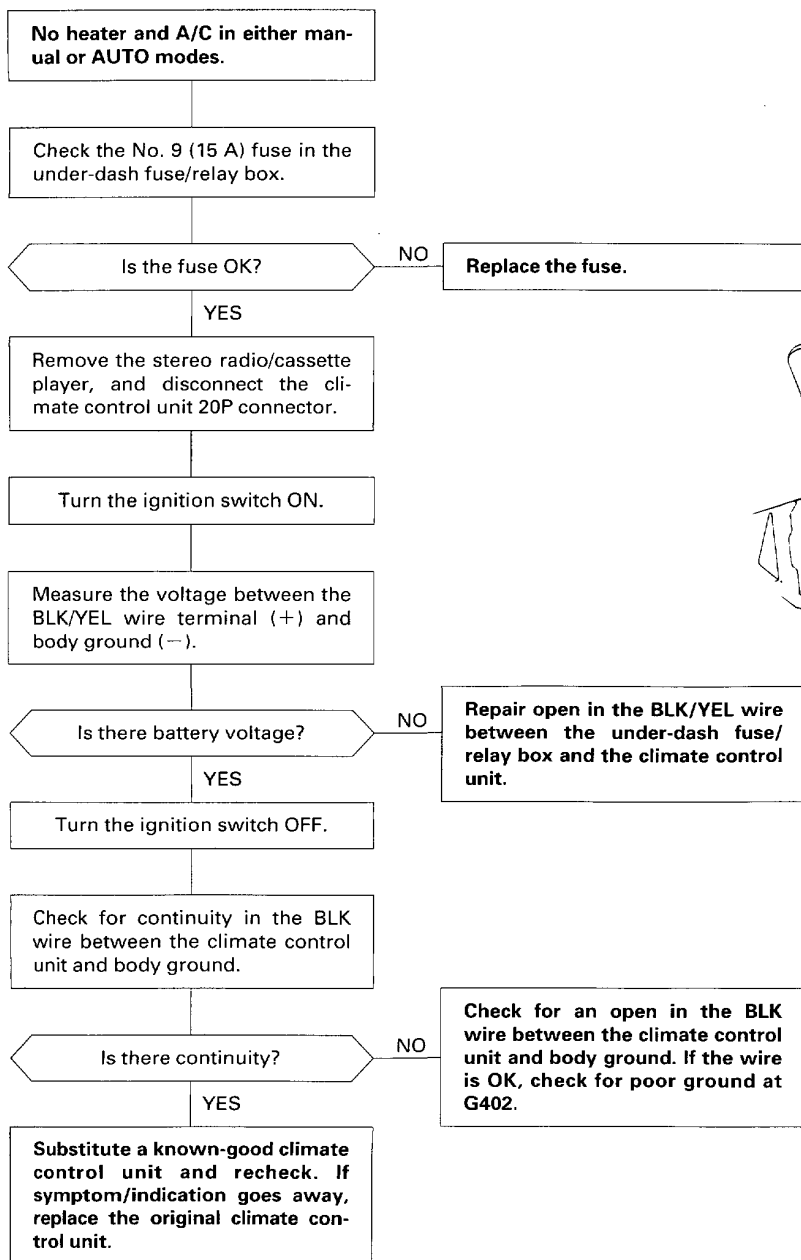 No heater and A/C in either man-
ual or AUTO modes.
Check the No. 9 (15 A) fuse in the
under-dash fuse/relay box.
Is the fuse OK?
NO
Replace the fuse.
YES
Remove the stereo radio/cassette
player, and disconnect the cli-
mate control unit 20P connector.
Turn the ignition switch ON.
Measure the voltage between the
BLK/YEL wire terminal (+) and
body ground (−).
Is there battery voltage?
NO
Repair open in the BLK/YEL wire
between the under-dash fuse/
relay box and the climate control
unit.
YES
Turn the ignition switch OFF.
Check for continuity in the BLK
wire between the climate control
unit and body ground.
Is there continuity?
NO
Check for an open in the BLK
wire between the climate control
unit and body ground. If the wire
is OK, check for poor ground at
G402.
YES
Substitute a known-good climate
control unit and recheck. If
symptom/indication goes away,
replace the original climate con-
trol unit.